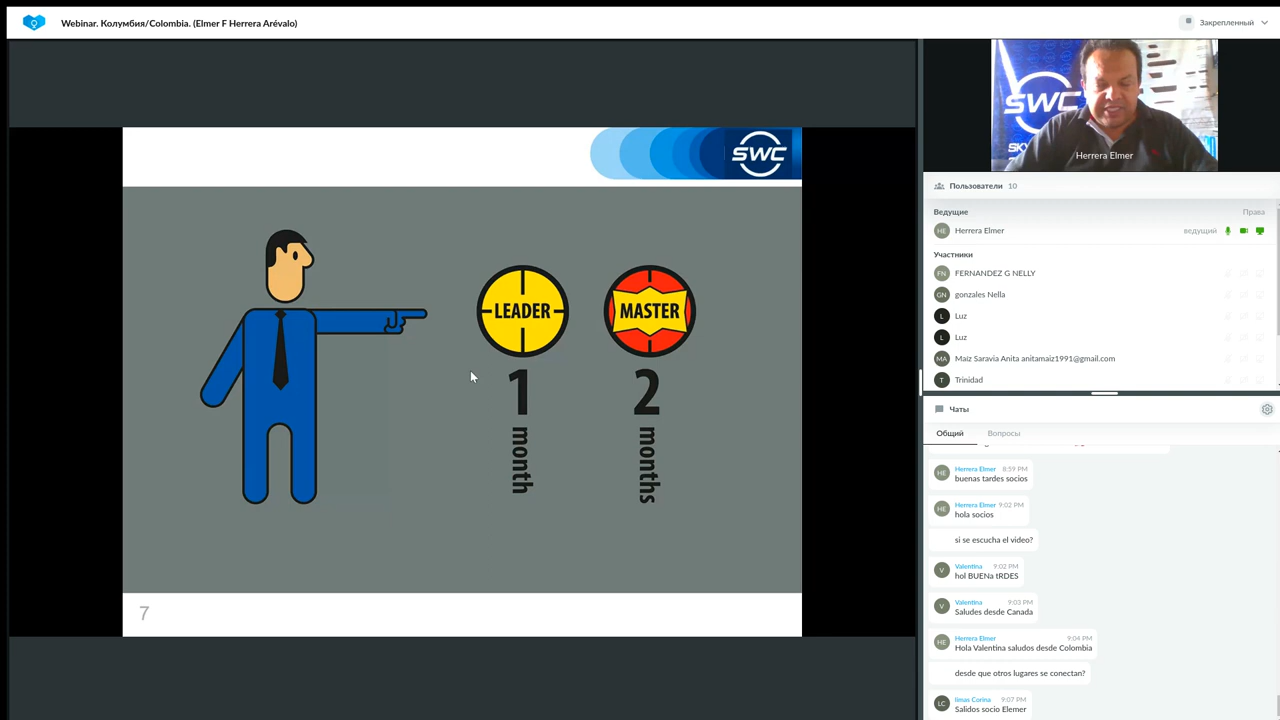 Webinar. Колумбия/Colombia. (Elmer F Herrera Arévalo)
Закрепленный
SWC
LEADER
MASTER
1
2
month
months
7
SWC
SK
Herrera Elmer
Пользователи 10
Ведущие
Права
HE
Herrera Elmer
ведущий
Участники
FN
FERNANDEZ G NELLY
GN
gonzales Nella
L
Luz
L
Luz
MA
Maíz Saravia Anita anitamaiz1991@gmail.com
T
Trinidad
Чаты
Общий
Вопросы
HE
Herrera Elmer 8:59 PM
buenas tardes socios
HE
Herrera Elmer 9:02 PM
hola socios
si se escucha el video?
V
Valentina 9:02 PM
hol BUENa tRDES
V
Valentina 9:03 PM
Saludes desde Canada
HE
Herrera Elmer 9:04 PM
Hola Valentina saludos desde Colombia
desde que otros lugares se conectan?
LC
limas Corina 9:07 PM
Salidos socio Elemer